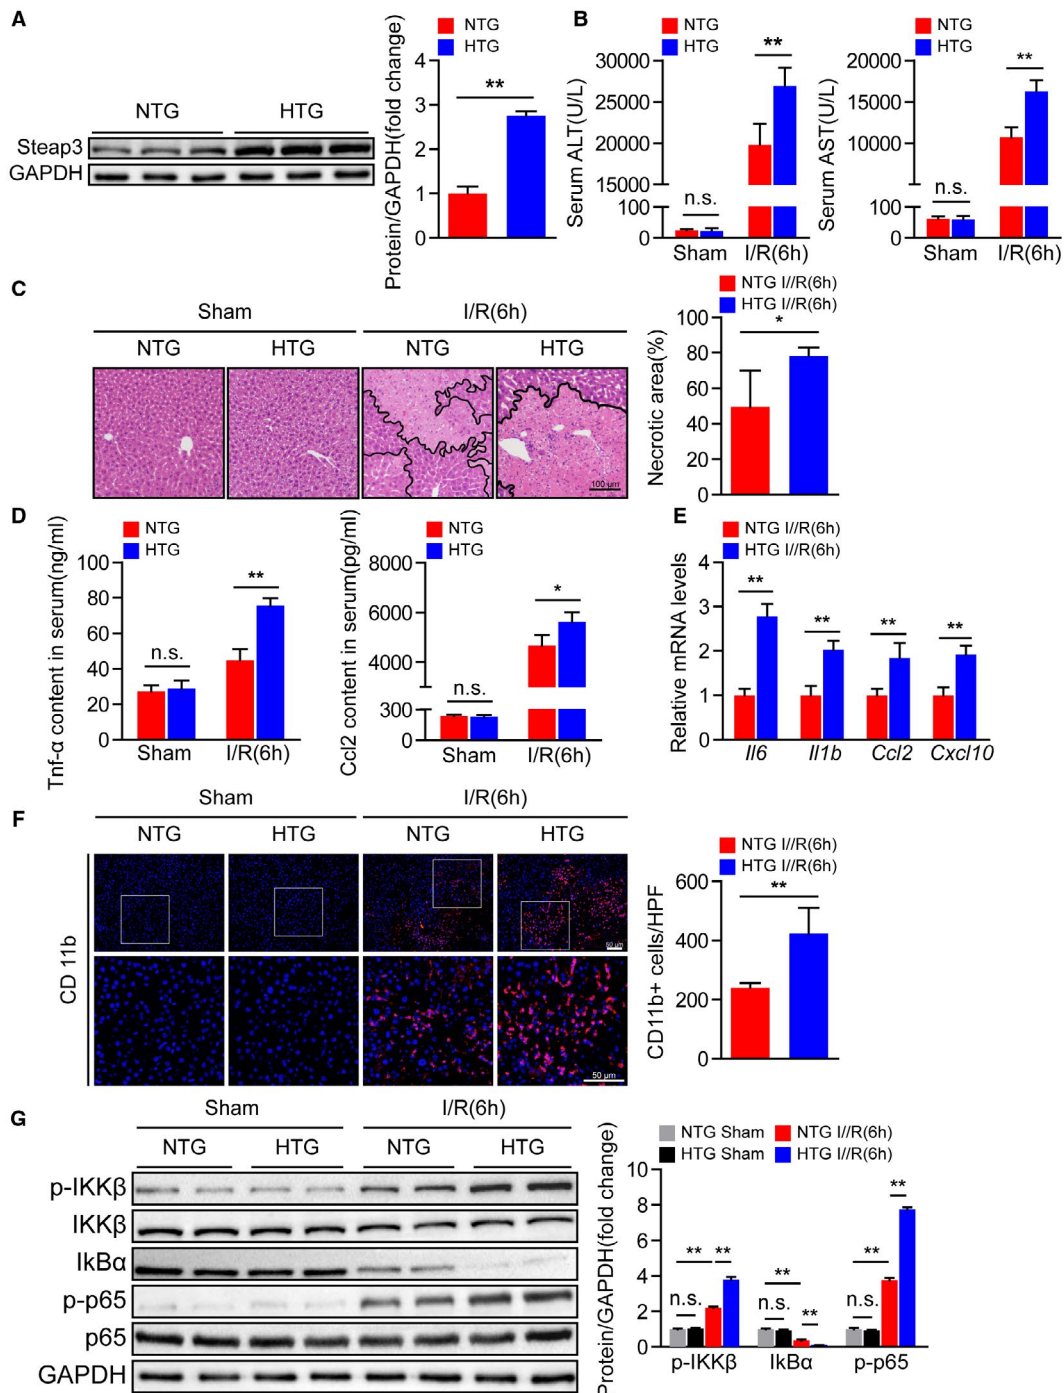 A
NTG HTG
Steap3
GAPDH
NTG
HTG
Protein/GAPDH(fold change)
4
3
2
1
0
**
B
NTG
HTG
Serum ALT(U/L)
30000
25000
20000
15000
100
0
n.s.
**
Sham I/R(6h)
NTG
HTG
Serum AST(U/L)
20000
15000
10000
5000
100
0
n.s.
**
Sham I/R(6h)
C
Sham I/R(6h)
NTG HTG NTG HTG
100 μm
NTG I//R(6h)
HTG I//R(6h)
Necrotic area(%)
100
80
60
40
20
0
*
D
NTG
HTG
Tnf-α content in serum(ng/ml)
100
80
60
40
20
0
n.s.
**
Sham I/R(6h)
NTG
HTG
Ccl2 content in serum(pg/ml)
8000
6000
4000
300
0
n.s.
*
Sham I/R(6h)
E
NTG I//R(6h)
HTG I//R(6h)
Relative mRNA levels
4
3
2
1
0
** ** ** **
Il6 Il1b Ccl2 Cxcl10
F
Sham I/R(6h)
NTG HTG NTG HTG
CD 11b
50 μm
50 μm
NTG I//R(6h)
HTG I//R(6h)
CD11b+ cells/HPF
600
400
200
0
**
G
Sham I/R(6h)
NTG HTG NTG HTG
p-IKKβ
IKKβ
IkBα
p-p65
p65
GAPDH
NTG Sham NTG I//R(6h)
HTG Sham HTG I//R(6h)
Protein/GAPDH(fold change)
10
8
6
4
2
0
n.s. ** **
n.s. ** **
n.s. ** **
p-IKKβ IkBα p-p65